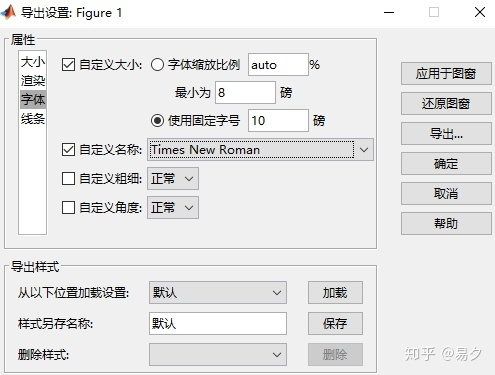 导出设置: Figure 1
属性
大小
渲染
字体
线条
自定义大小: 字体缩放比例 auto %
最小为 8 磅
使用固定字号 10 磅
自定义名称: Times New Roman
自定义粗细: 正常
自定义角度: 正常
应用于图窗
还原图窗
导出...
确定
取消
帮助
导出样式
从以下位置加载设置: 默认 加载
样式另存名称: 默认 保存
删除样式: 删除
知乎 @易夕